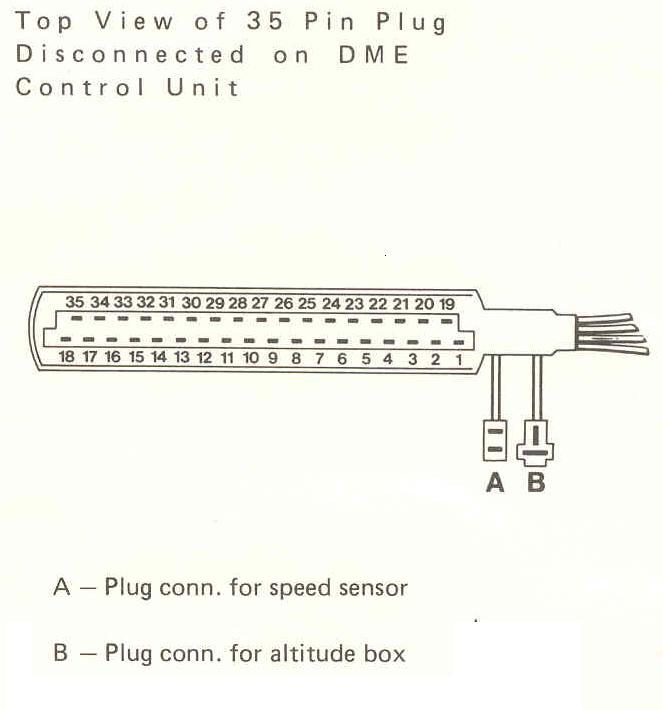 Top View of 35 Pin Plug
Disconnected on DME
Control Unit
35 34 33 32 31 30 29 28 27 26 25 24 23 22 21 20 19
18 17 16 15 14 13 12 11 10 9 8 7 6 5 4 3 2 1
A B
A — Plug conn. for speed sensor
B — Plug conn. for altitude box